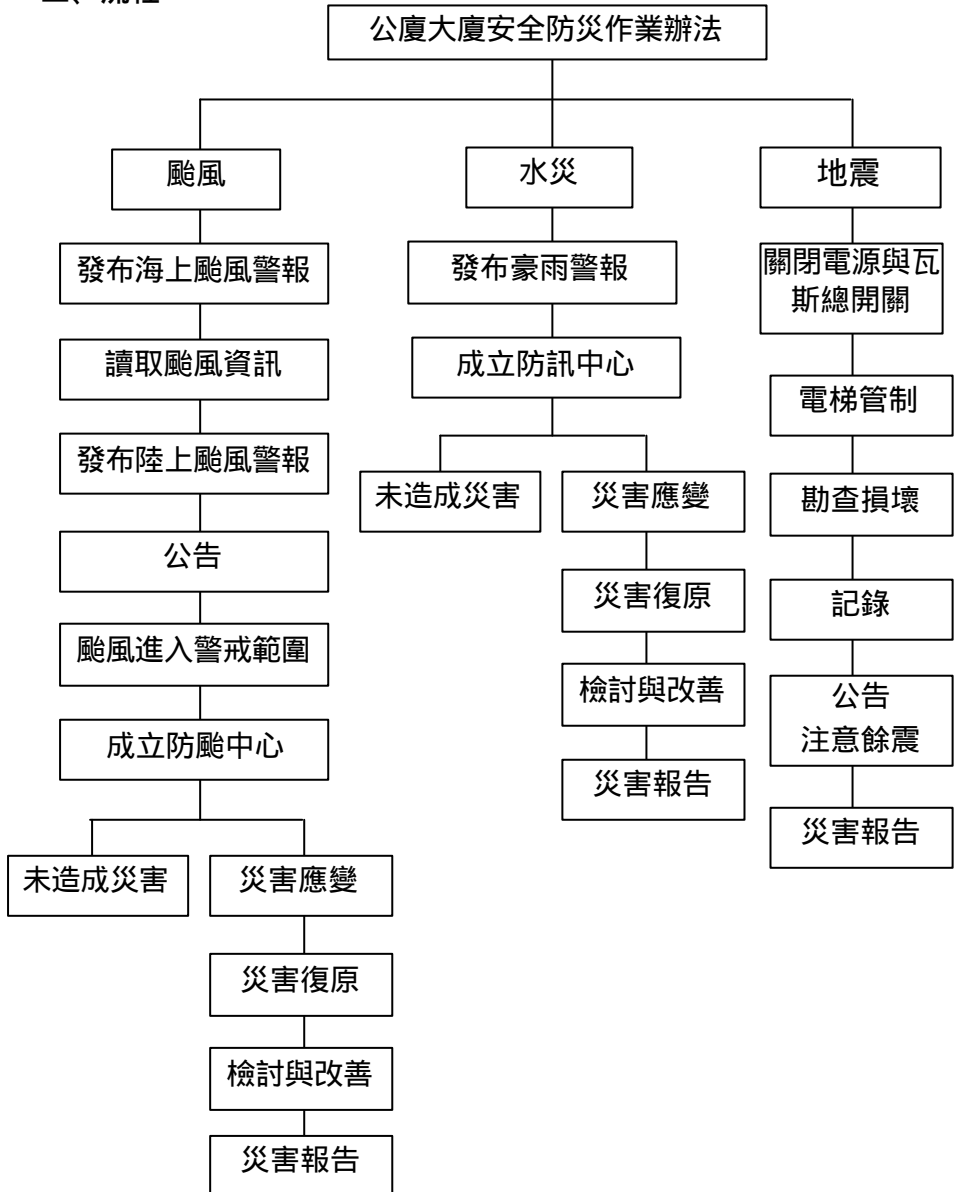 公廈大廈安全防災作業辦法
颱風
發布海上颱風警報
讀取颱風資訊
發布陸上颱風警報
公告
颱風進入警戒範圍
成立防颱中心
未造成災害
災害應變
災害復原
檢討與改善
災害報告
水災
發布豪雨警報
成立防訊中心
未造成災害
災害應變
災害復原
檢討與改善
災害報告
地震
關閉電源與瓦
斯總開關
電梯管制
勘查損壞
記錄
公告
注意餘震
災害報告